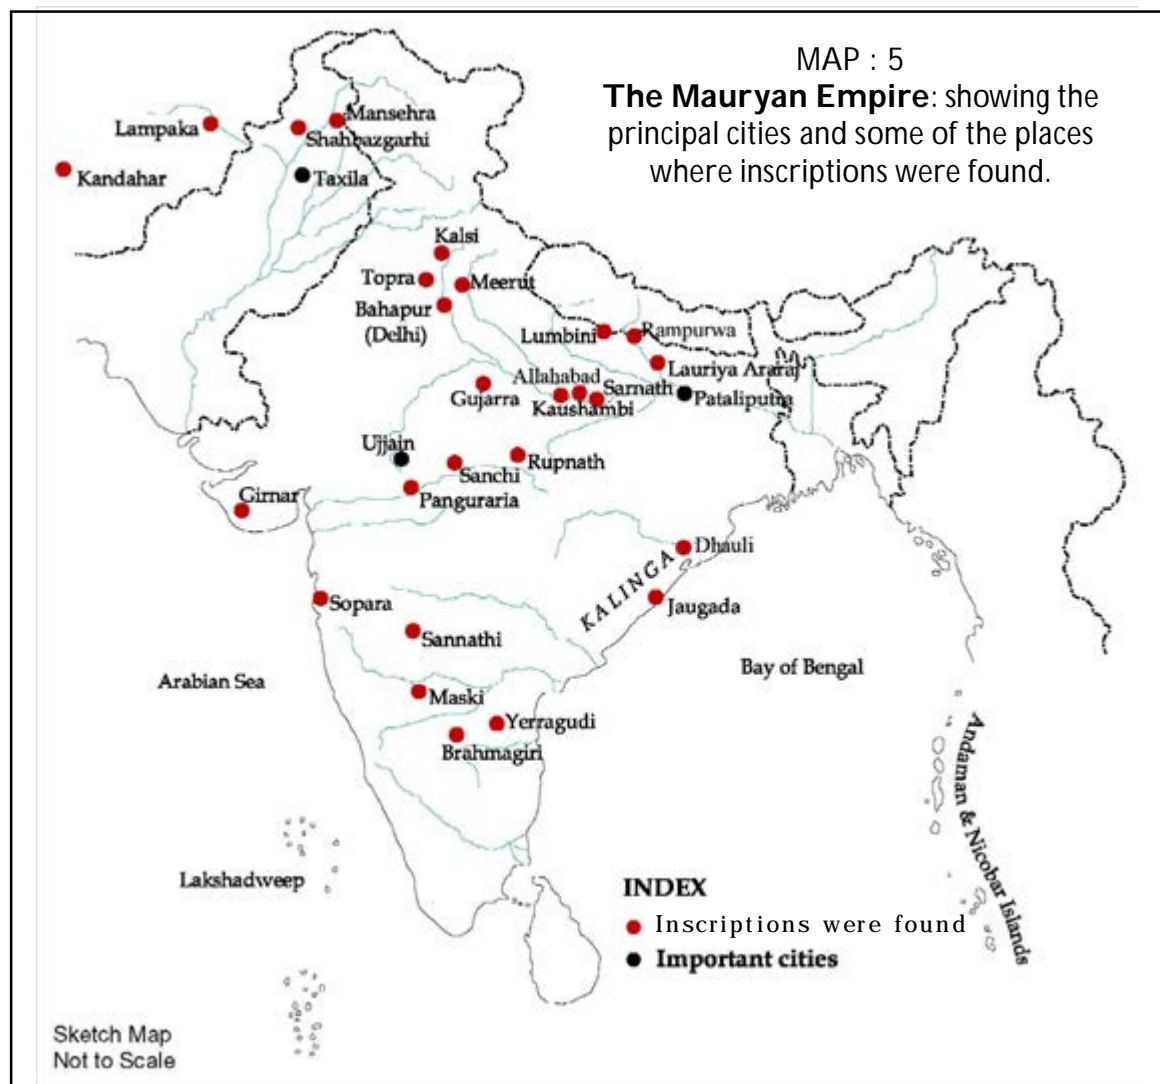 MAP : 5
The Mauryan Empire: showing the
principal cities and some of the places
where inscriptions were found.
Mansehra
Lampaka
Shahbazgarhi
Kandahar
Taxila
Kalsi
Topra
Meerut
Bahapur
(Delhi)
Lumbini
Rampurwa
Lauriya Araraj
Allahabad
Sarnath
Gujarra
Kaushambi
Pataliputra
Ujjain
Sanchi
Rupnath
Girnar
Panguraria
Dhauli
KALINGA
Sopara
Jaugada
Sannathi
Arabian Sea
Bay of Bengal
Maski
Yerragudi
Brahmagiri
Andaman & Nicobar Islands
Lakshadweep
INDEX
Inscriptions were found
Important cities
Sketch Map
Not to Scale